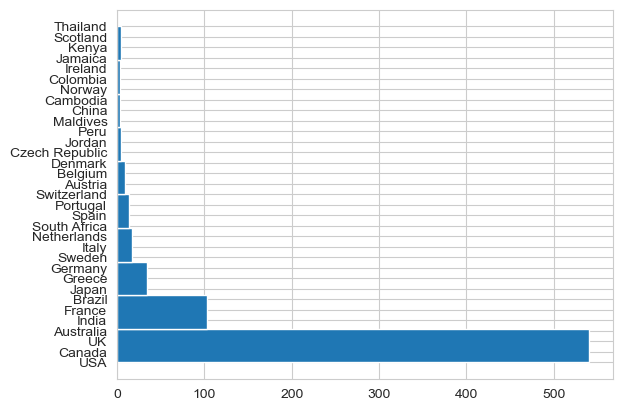 Thailand
Scotland
Kenya
Jamaica
Ireland
Colombia
Norway
Cambodia
China
Maldives
Peru
Jordan
Czech Republic
Denmark
Belgium
Austria
Switzerland
Portugal
Spain
South Africa
Netherlands
Italy
Sweden
Germany
Greece
Japan
Brazil
France
India
Australia
UK
Canada
USA
0 100 200 300 400 500